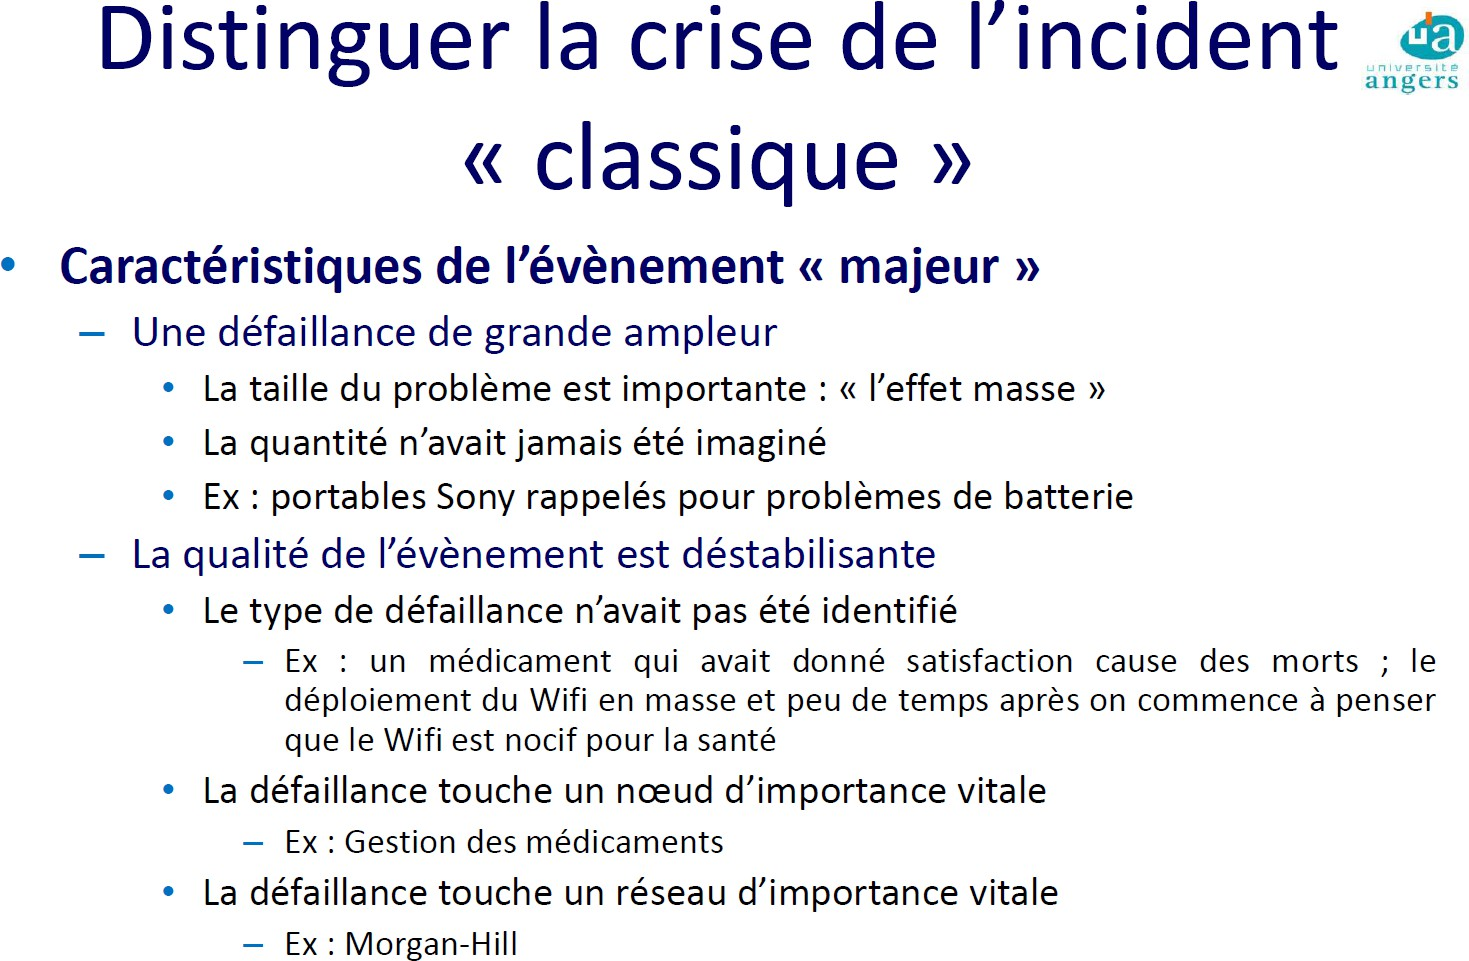 Distinguer la crise de l’incident
« classique »
ua
université
angers
• Caractéristiques de l’évènement « majeur »
– Une défaillance de grande ampleur
• La taille du problème est importante : « l’effet masse »
• La quantité n’avait jamais été imaginé
• Ex : portables Sony rappelés pour problèmes de batterie
– La qualité de l’évènement est déstabilisante
• Le type de défaillance n’avait pas été identifié
– Ex : un médicament qui avait donné satisfaction cause des morts ; le
déploiement du Wifi en masse et peu de temps après on commence à penser
que le Wifi est nocif pour la santé
• La défaillance touche un nœud d’importance vitale
– Ex : Gestion des médicaments
• La défaillance touche un réseau d’importance vitale
– Ex : Morgan-Hill